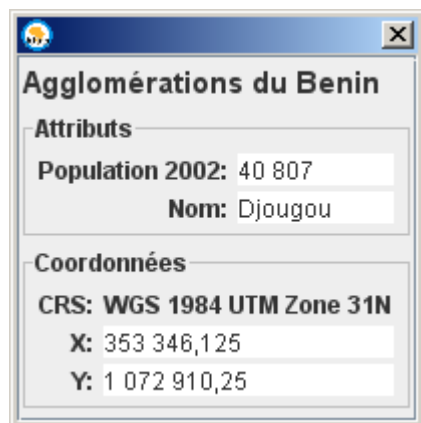 Agglomérations du Benin
Attributs
Population 2002: 40 807
Nom: Djougou
Coordonnées
CRS: WGS 1984 UTM Zone 31N
X: 353 346,125
Y: 1 072 910,25